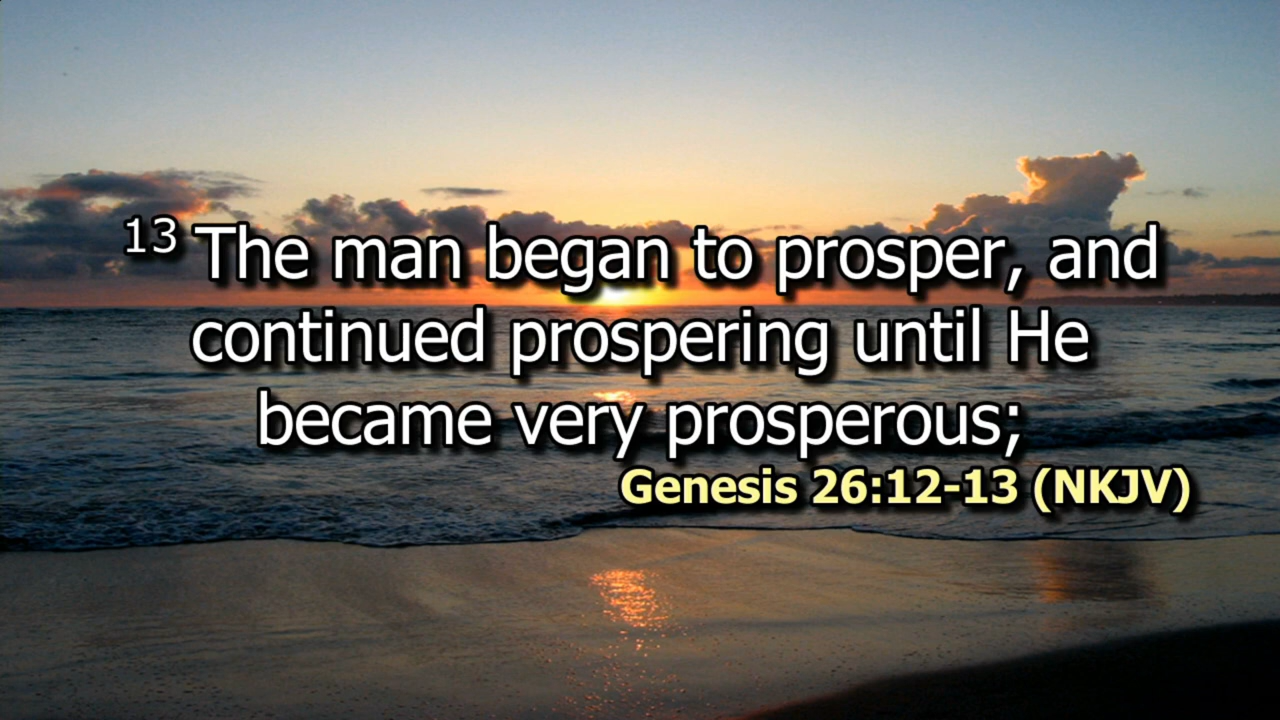 13 The man began to prosper, and
continued prospering until He
became very prosperous;
Genesis 26:12-13 (NKJV)